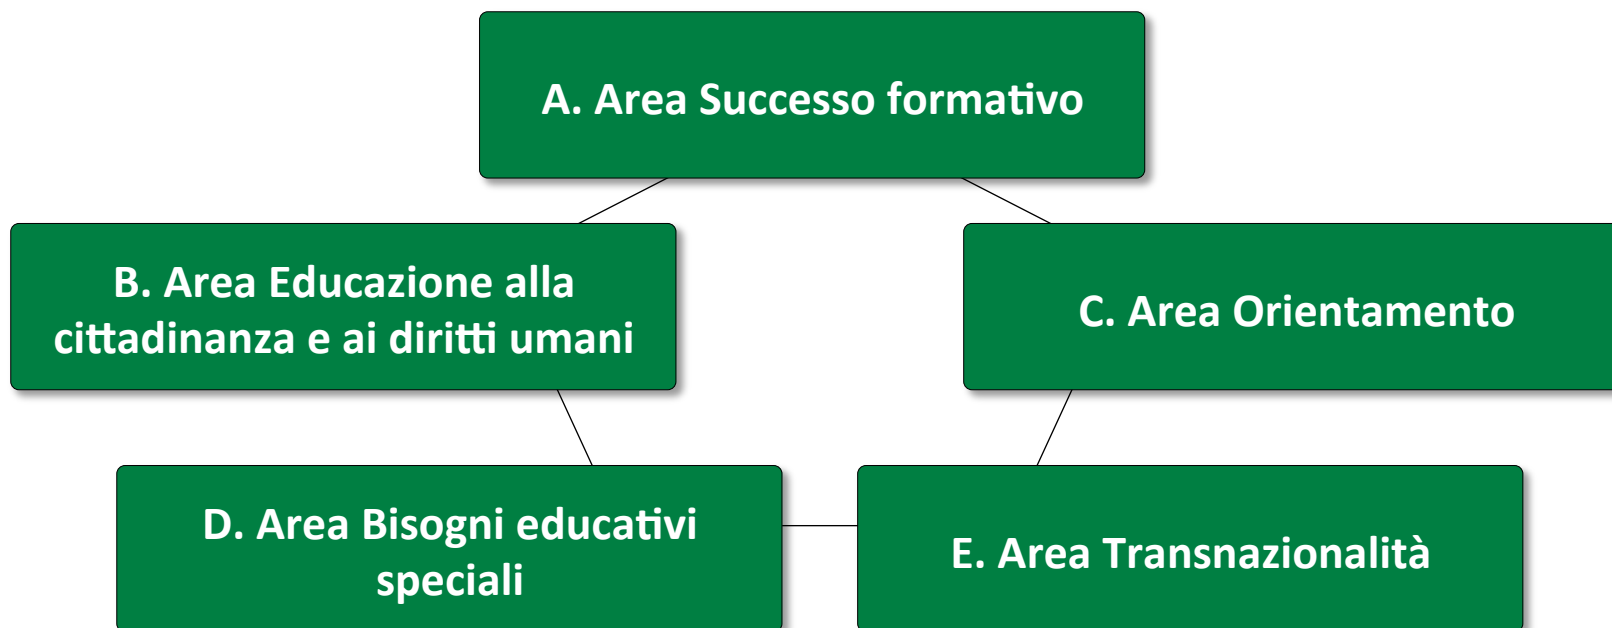 A. Area Successo formativo
B. Area Educazione alla
cittadinanza e ai diritti umani
C. Area Orientamento
D. Area Bisogni educativi
speciali
E. Area Transnazionalità